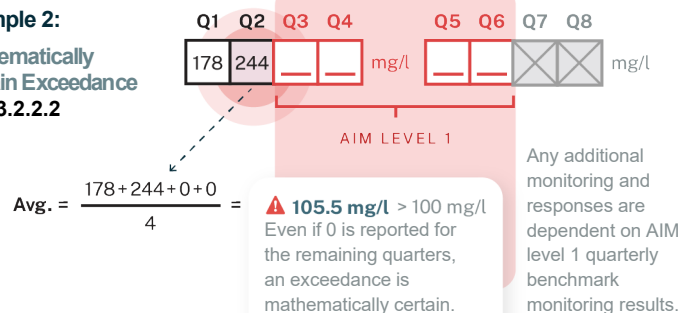 ple 2:
Q1 Q2 Q3 Q4 Q5 Q6 Q7 Q8
ematically
in Exceedance
3.2.2.2
178 244 mg/l mg/l
AIM LEVEL 1
Avg. = 178+244+0+0 =
4
105.5 mg/l > 100 mg/l
Even if 0 is reported for
the remaining quarters,
an exceedance is
mathematically certain.
Any additional
monitoring and
responses are
dependent on AIM
level 1 quarterly
benchmark
monitoring results.